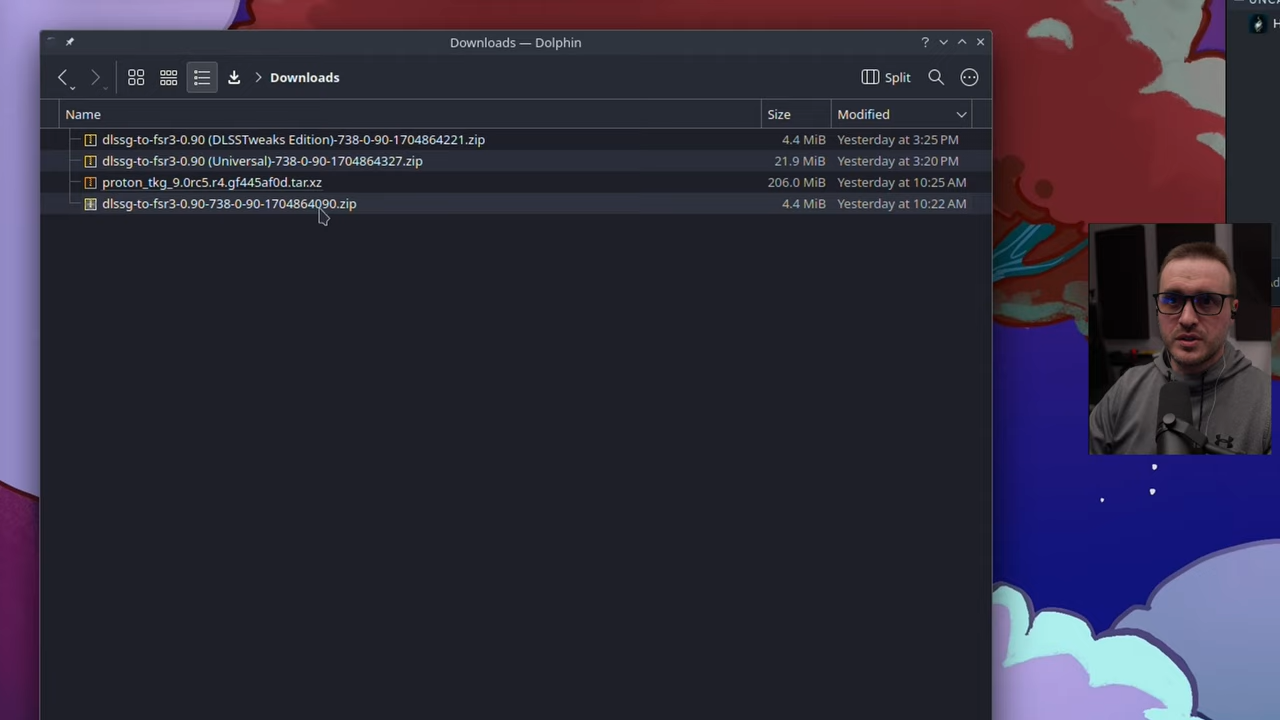 Downloads — Dolphin
Split
Downloads
Name Size Modified
dlssg-to-fsr3-0.90 (DLSSTweaks Edition)-738-0-90-1704864221.zip 4.4 MiB Yesterday at 3:25 PM
dlssg-to-fsr3-0.90 (Universal)-738-0-90-1704864327.zip 21.9 MiB Yesterday at 3:20 PM
proton_tkg_9.0rc5.r4.gf445af0d.tar.xz 206.0 MiB Yesterday at 10:25 AM
dlssg-to-fsr3-0.90-738-0-90-1704864090.zip 4.4 MiB Yesterday at 10:22 AM